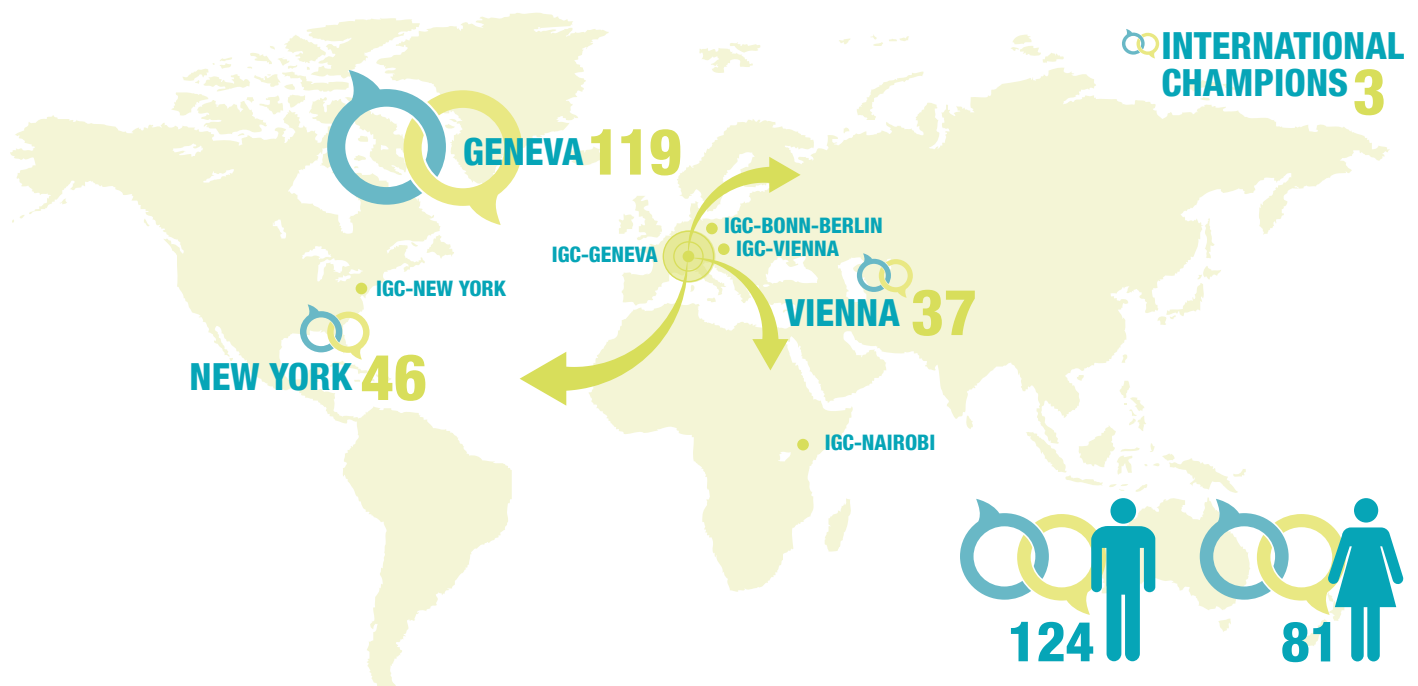 INTERNATIONAL
CHAMPIONS 3
GENEVA 119
IGC-BONN-BERLIN
IGC-GENEVA
IGC-VIENNA
IGC-NEW YORK
VIENNA 37
NEW YORK 46
IGC-NAIROBI
124
81